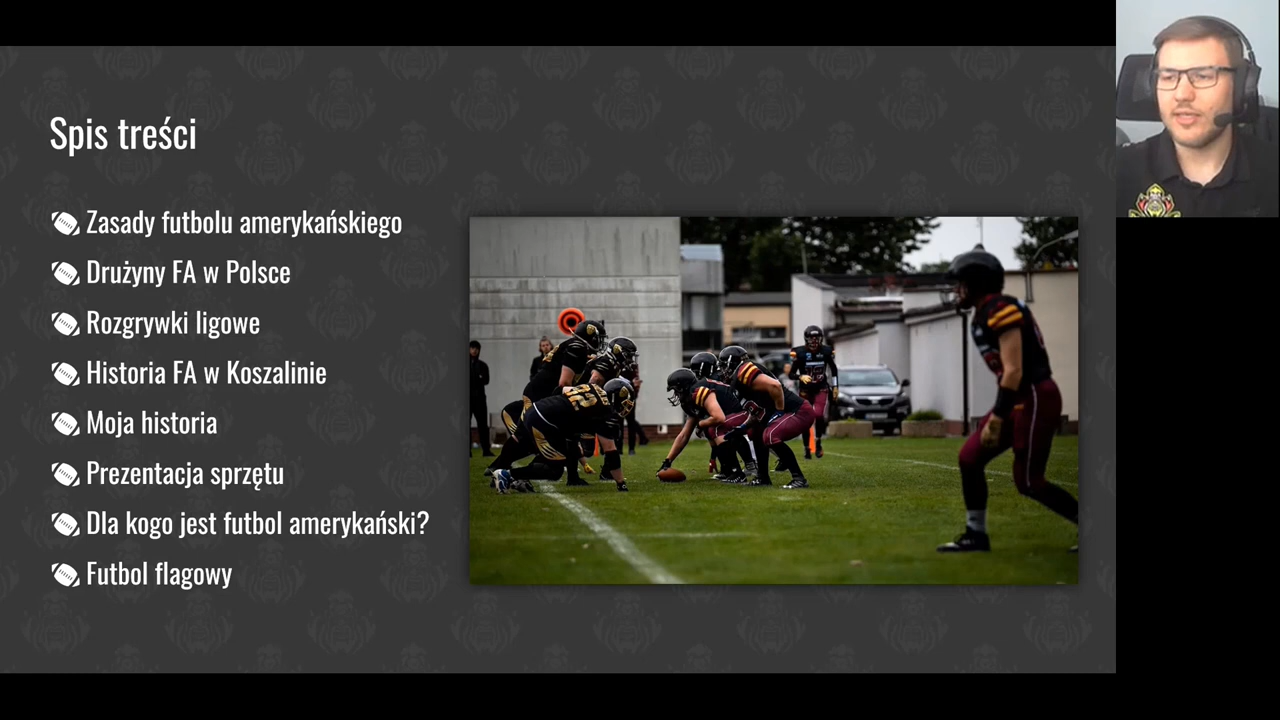 Spis treści
Zasady futbolu amerykańskiego
Drużyny FA w Polsce
Rozgrywki ligowe
Historia FA w Koszalinie
Moja historia
Prezentacja sprzętu
Dla kogo jest futbol amerykański?
Futbol flagowy